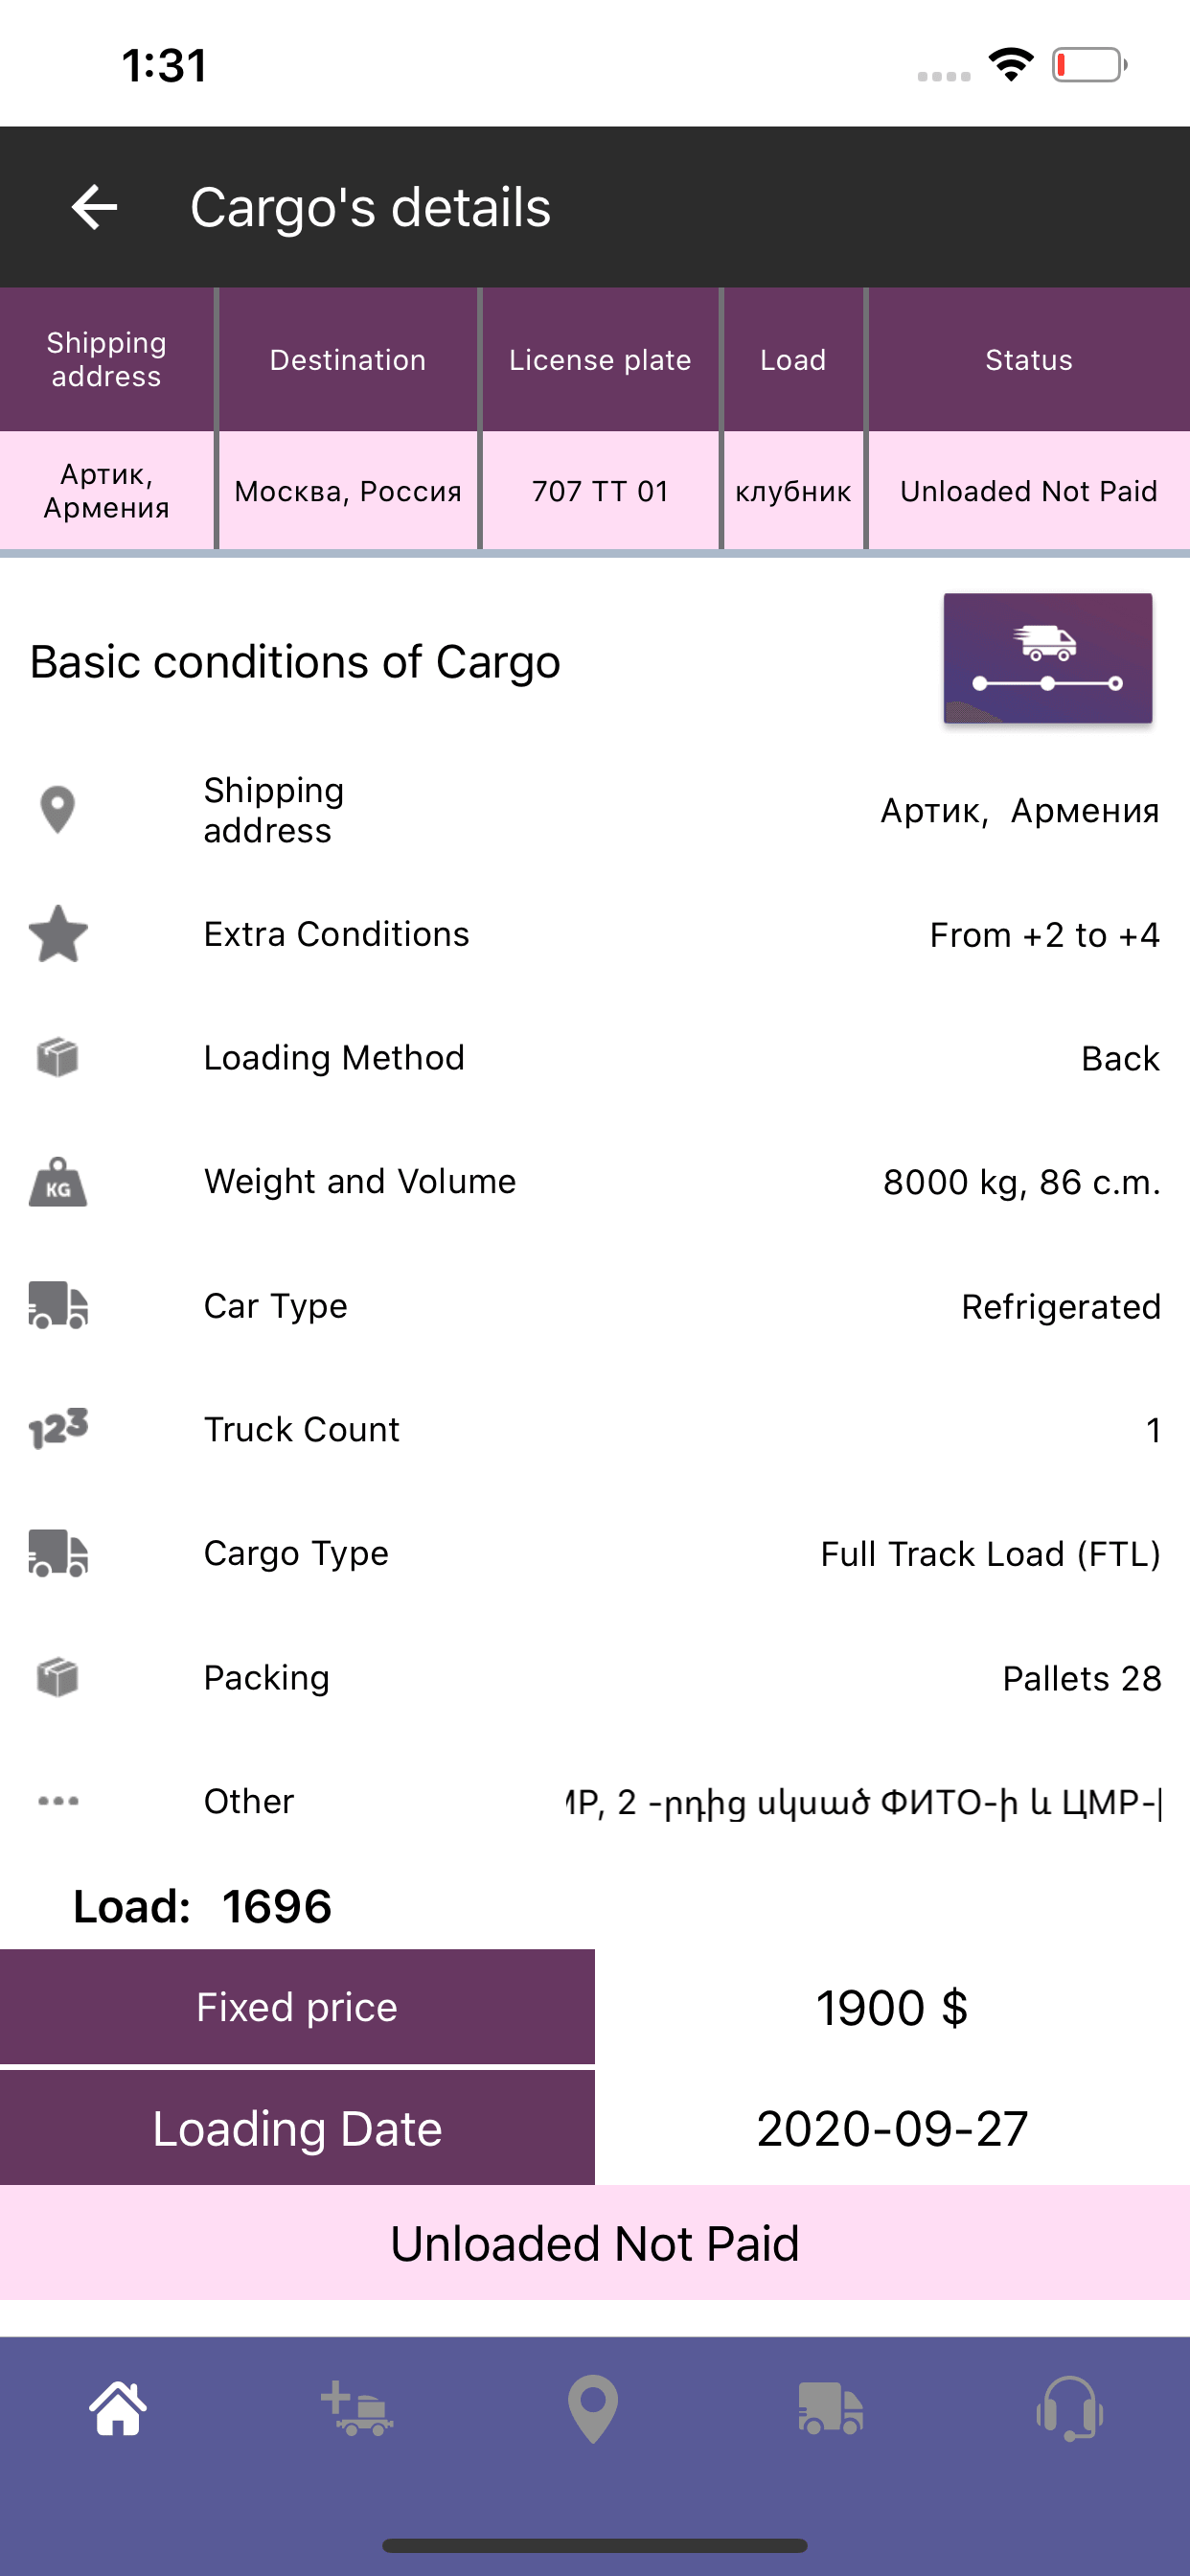 1:31
Cargo's details
Shipping
address
Destination
License plate
Load
Status
Артик,
Армения
Москва, Россия
707 TT 01
клубник
Unloaded Not Paid
Basic conditions of Cargo
Shipping
address
Артик, Армения
Extra Conditions
From +2 to +4
Loading Method
Back
KG
Weight and Volume
8000 kg, 86 c.m.
Car Type
Refrigerated
123
Truck Count
1
Cargo Type
Full Track Load (FTL)
Packing
Pallets 28
Other
2 -րդից սկսած ФИТО-ի և ЦМР-
Load: 1696
Fixed price
1900 $
Loading Date
2020-09-27
Unloaded Not Paid